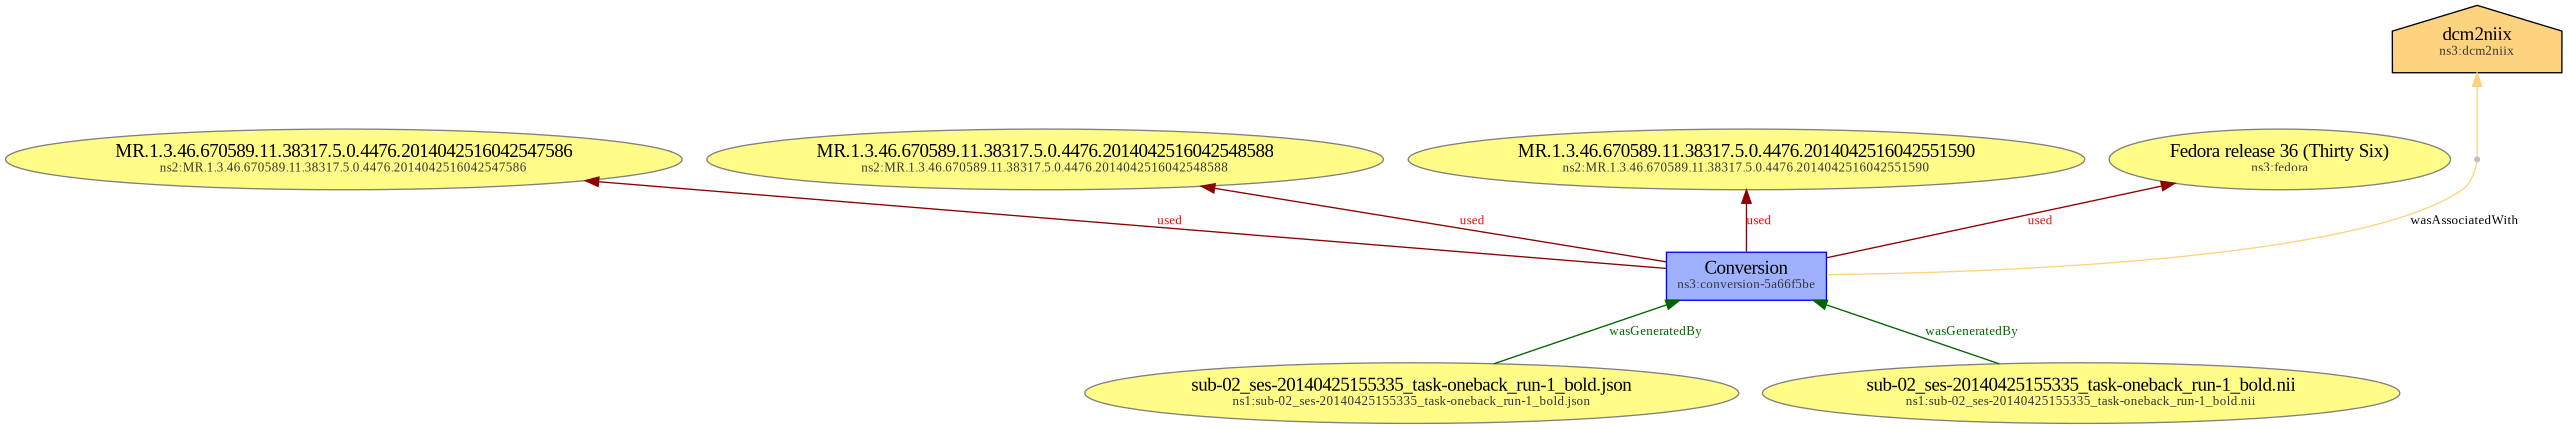 dcm2niix
ns3:dcm2niix
MR.1.3.46.670589.11.38317.5.0.4476.2014042516042547586
ns2:MR.1.3.46.670589.11.38317.5.0.4476.2014042516042547586
MR.1.3.46.670589.11.38317.5.0.4476.2014042516042548588
ns2:MR.1.3.46.670589.11.38317.5.0.4476.2014042516042548588
MR.1.3.46.670589.11.38317.5.0.4476.2014042516042551590
ns2:MR.1.3.46.670589.11.38317.5.0.4476.2014042516042551590
Fedora release 36 (Thirty Six)
ns3:fedora
used
used
used
used
wasAssociatedWith
Conversion
ns3:conversion-5a66f5be
wasGeneratedBy
wasGeneratedBy
sub-02_ses-20140425155335_task-oneback_run-1_bold.json
ns1:sub-02_ses-20140425155335_task-oneback_run-1_bold.json
sub-02_ses-20140425155335_task-oneback_run-1_bold.nii
ns1:sub-02_ses-20140425155335_task-oneback_run-1_bold.nii